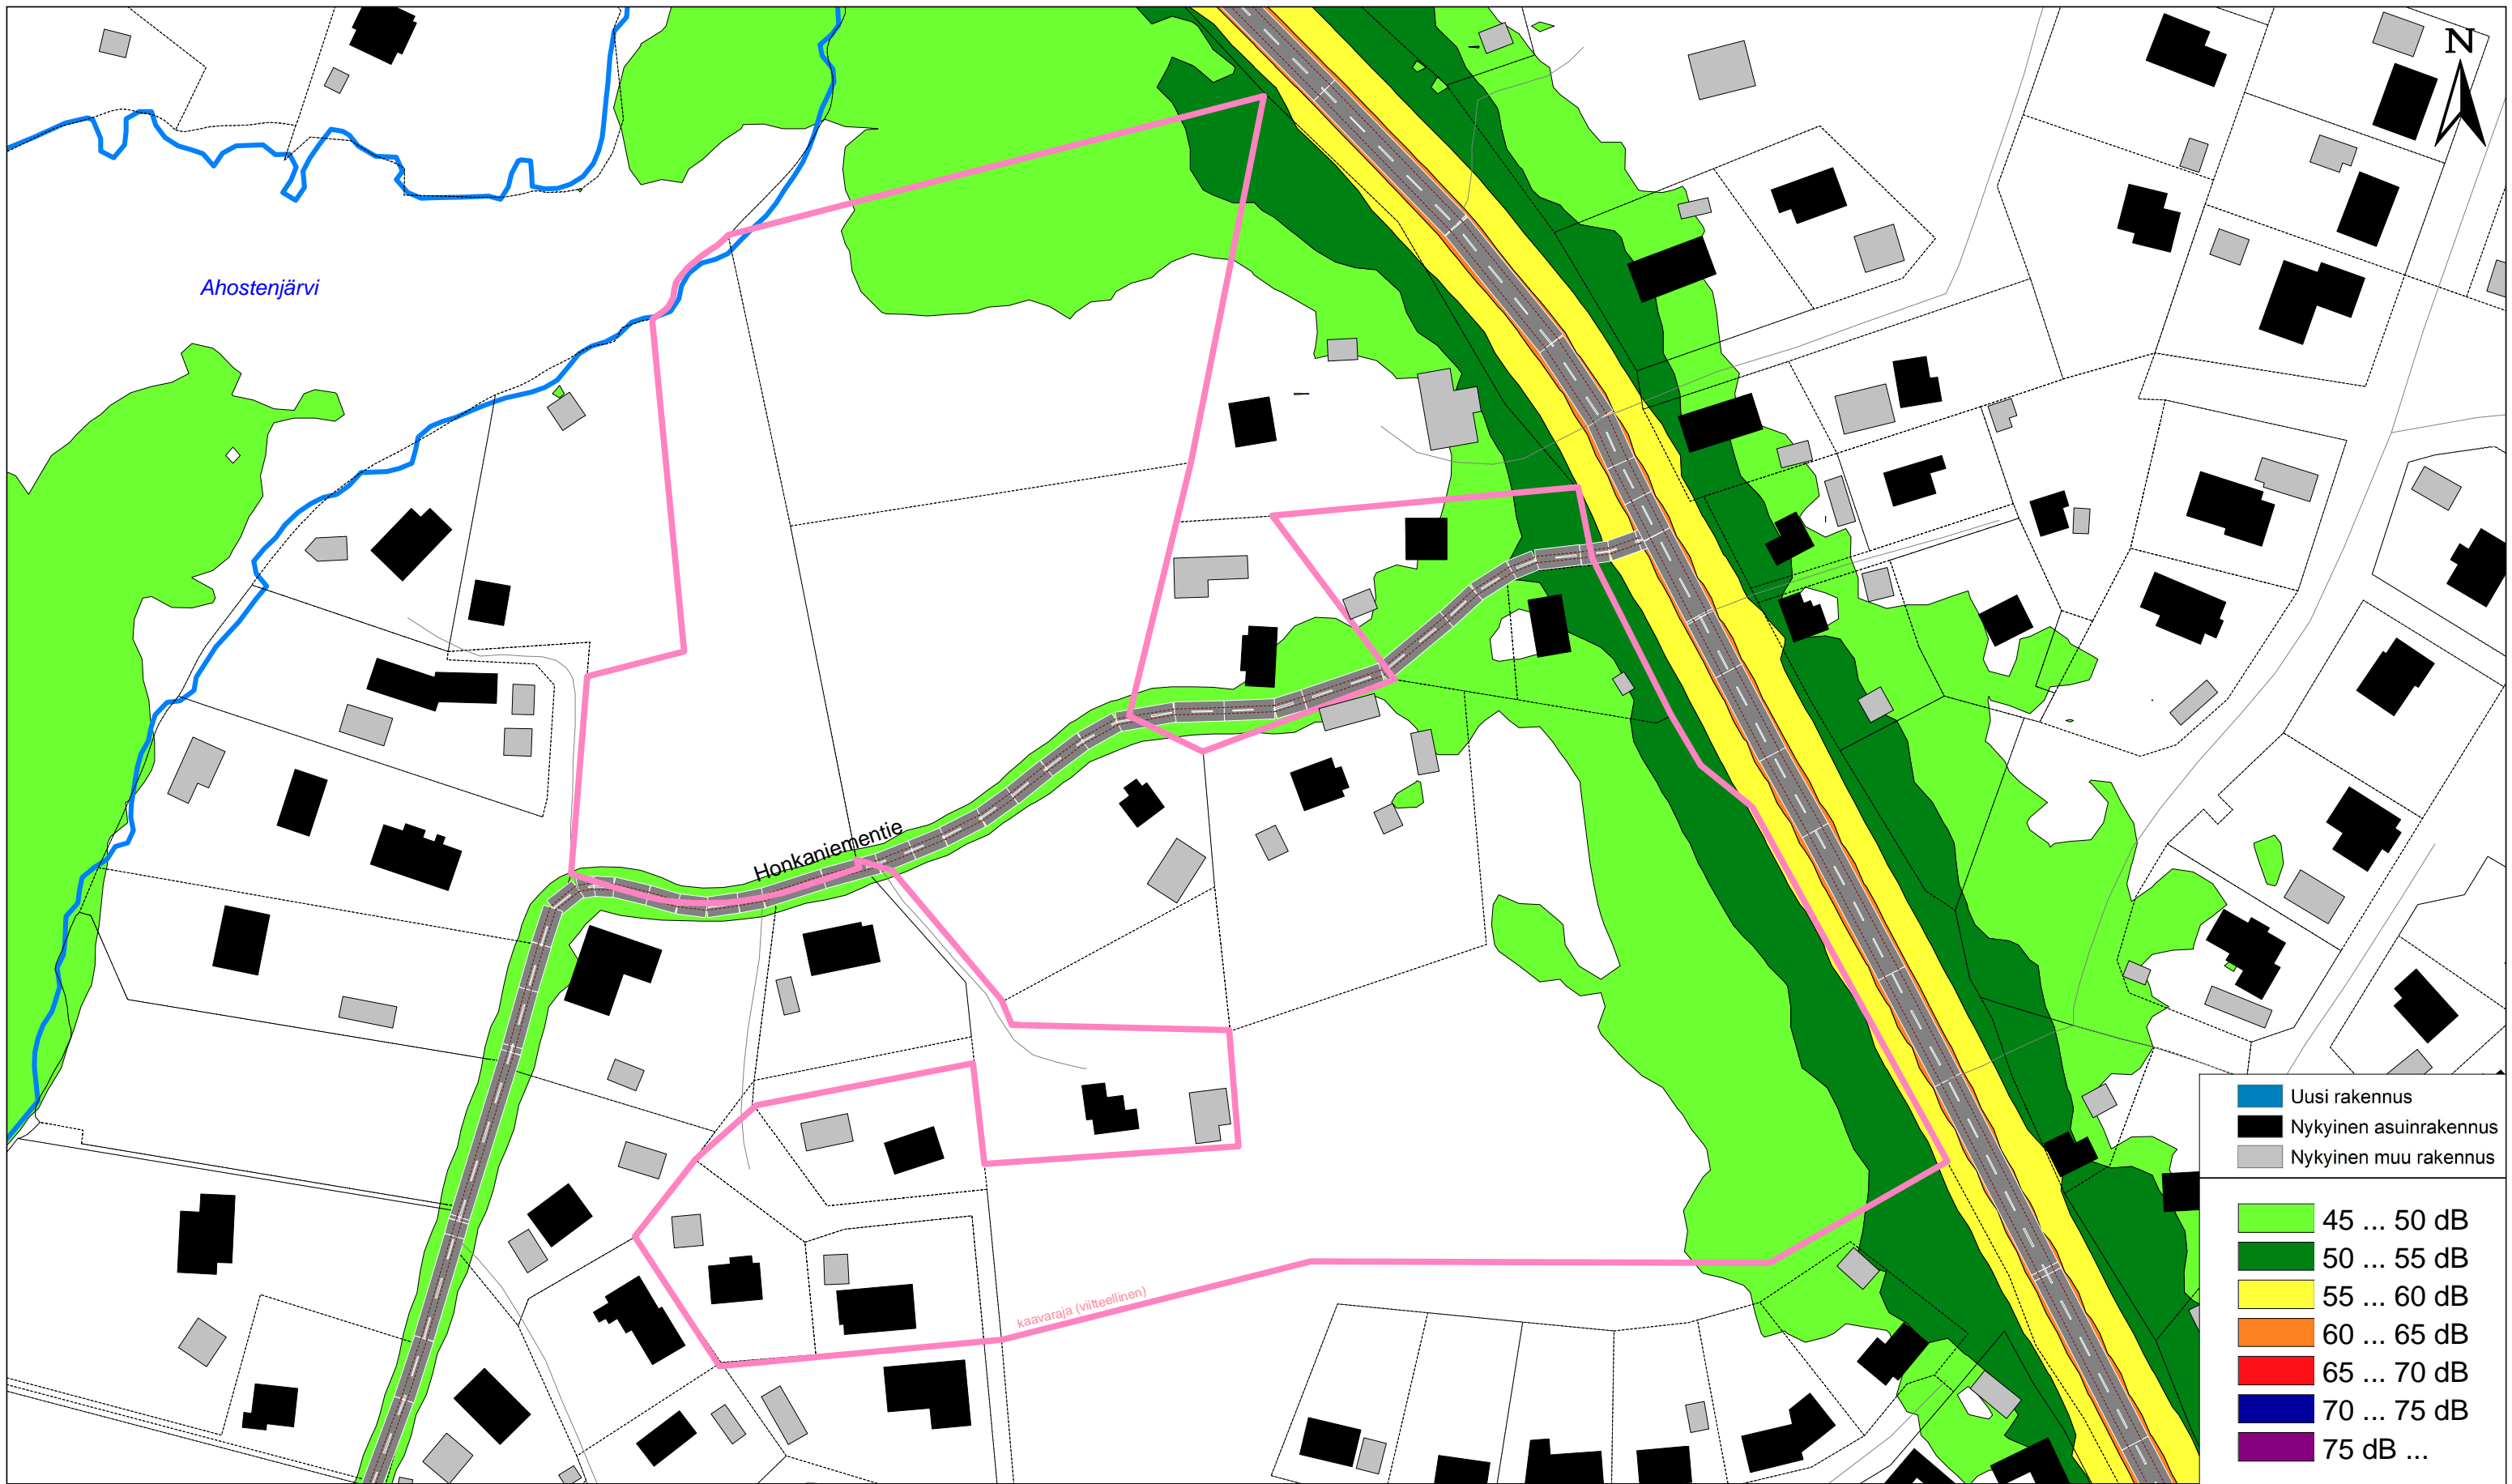 N
Ahostenjärvi
Honkaniementie
kaavaraja (viitteellinen)
Uusi rakennus
Nykyinen asuinrakennus
Nykyinen muu rakennus
45 ... 50 dB
50 ... 55 dB
55 ... 60 dB
60 ... 65 dB
65 ... 70 dB
70 ... 75 dB
75 dB ...